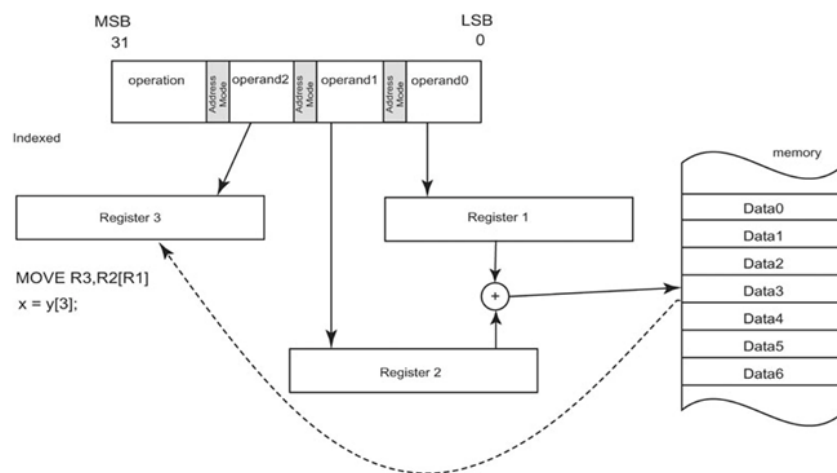 MSB
31
LSB
0
operation
Address
Mode
operand2
Address
Mode
operand1
Address
Mode
operand0
Indexed
memory
Register 3
Register 1
Data0
Data1
Data2
Data3
Data4
Data5
Data6
MOVE R3,R2[R1]
x = y[3];
+
Register 2